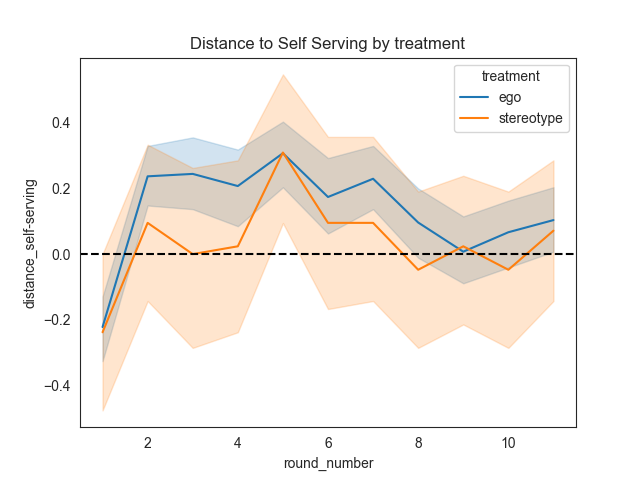 Distance to Self Serving by treatment
treatment
ego
stereotype
distance_self-serving
0.4
0.2
0.0
−0.2
−0.4
2
4
6
8
10
round_number